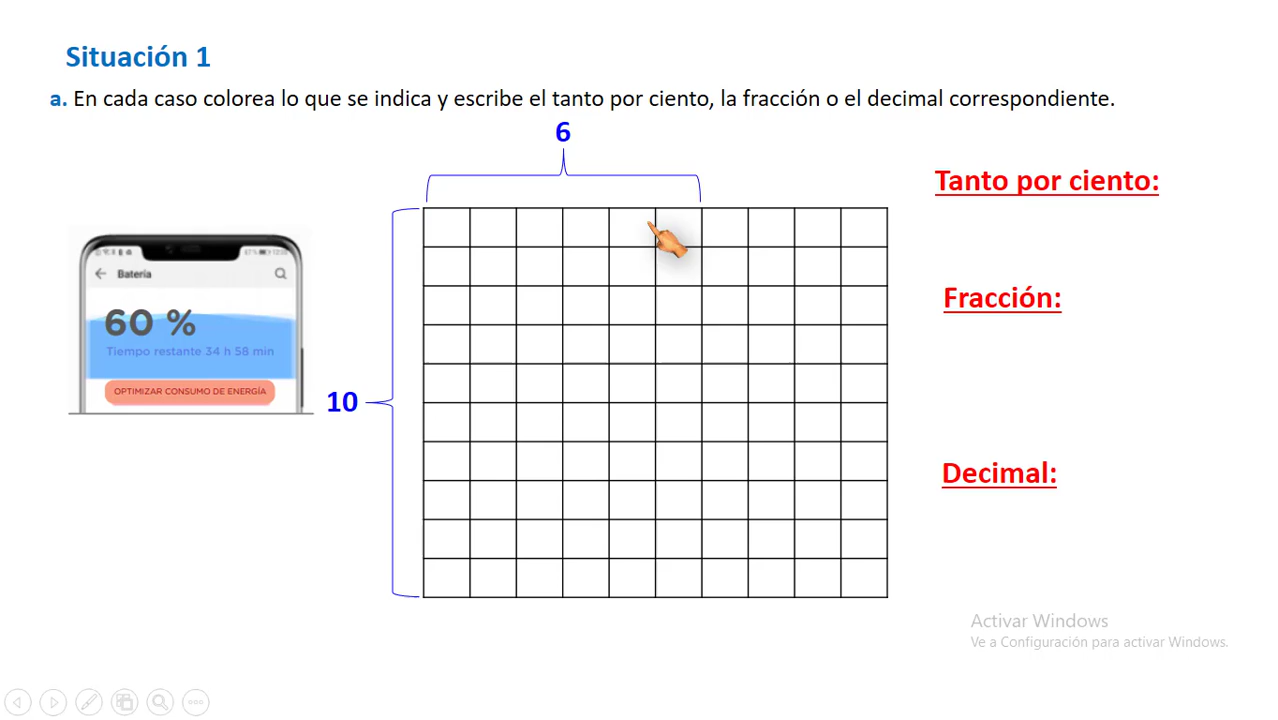 Situación 1
a. En cada caso colorea lo que se indica y escribe el tanto por ciento, la fracción o el decimal correspondiente.
6
Tanto por ciento:
Batería
60 %
Tiempo restante 34 h 58 min
OPTIMIZAR CONSUMO DE ENERGÍA
10
Fracción:
Decimal:
Activar Windows
Ve a Configuración para activar Windows.